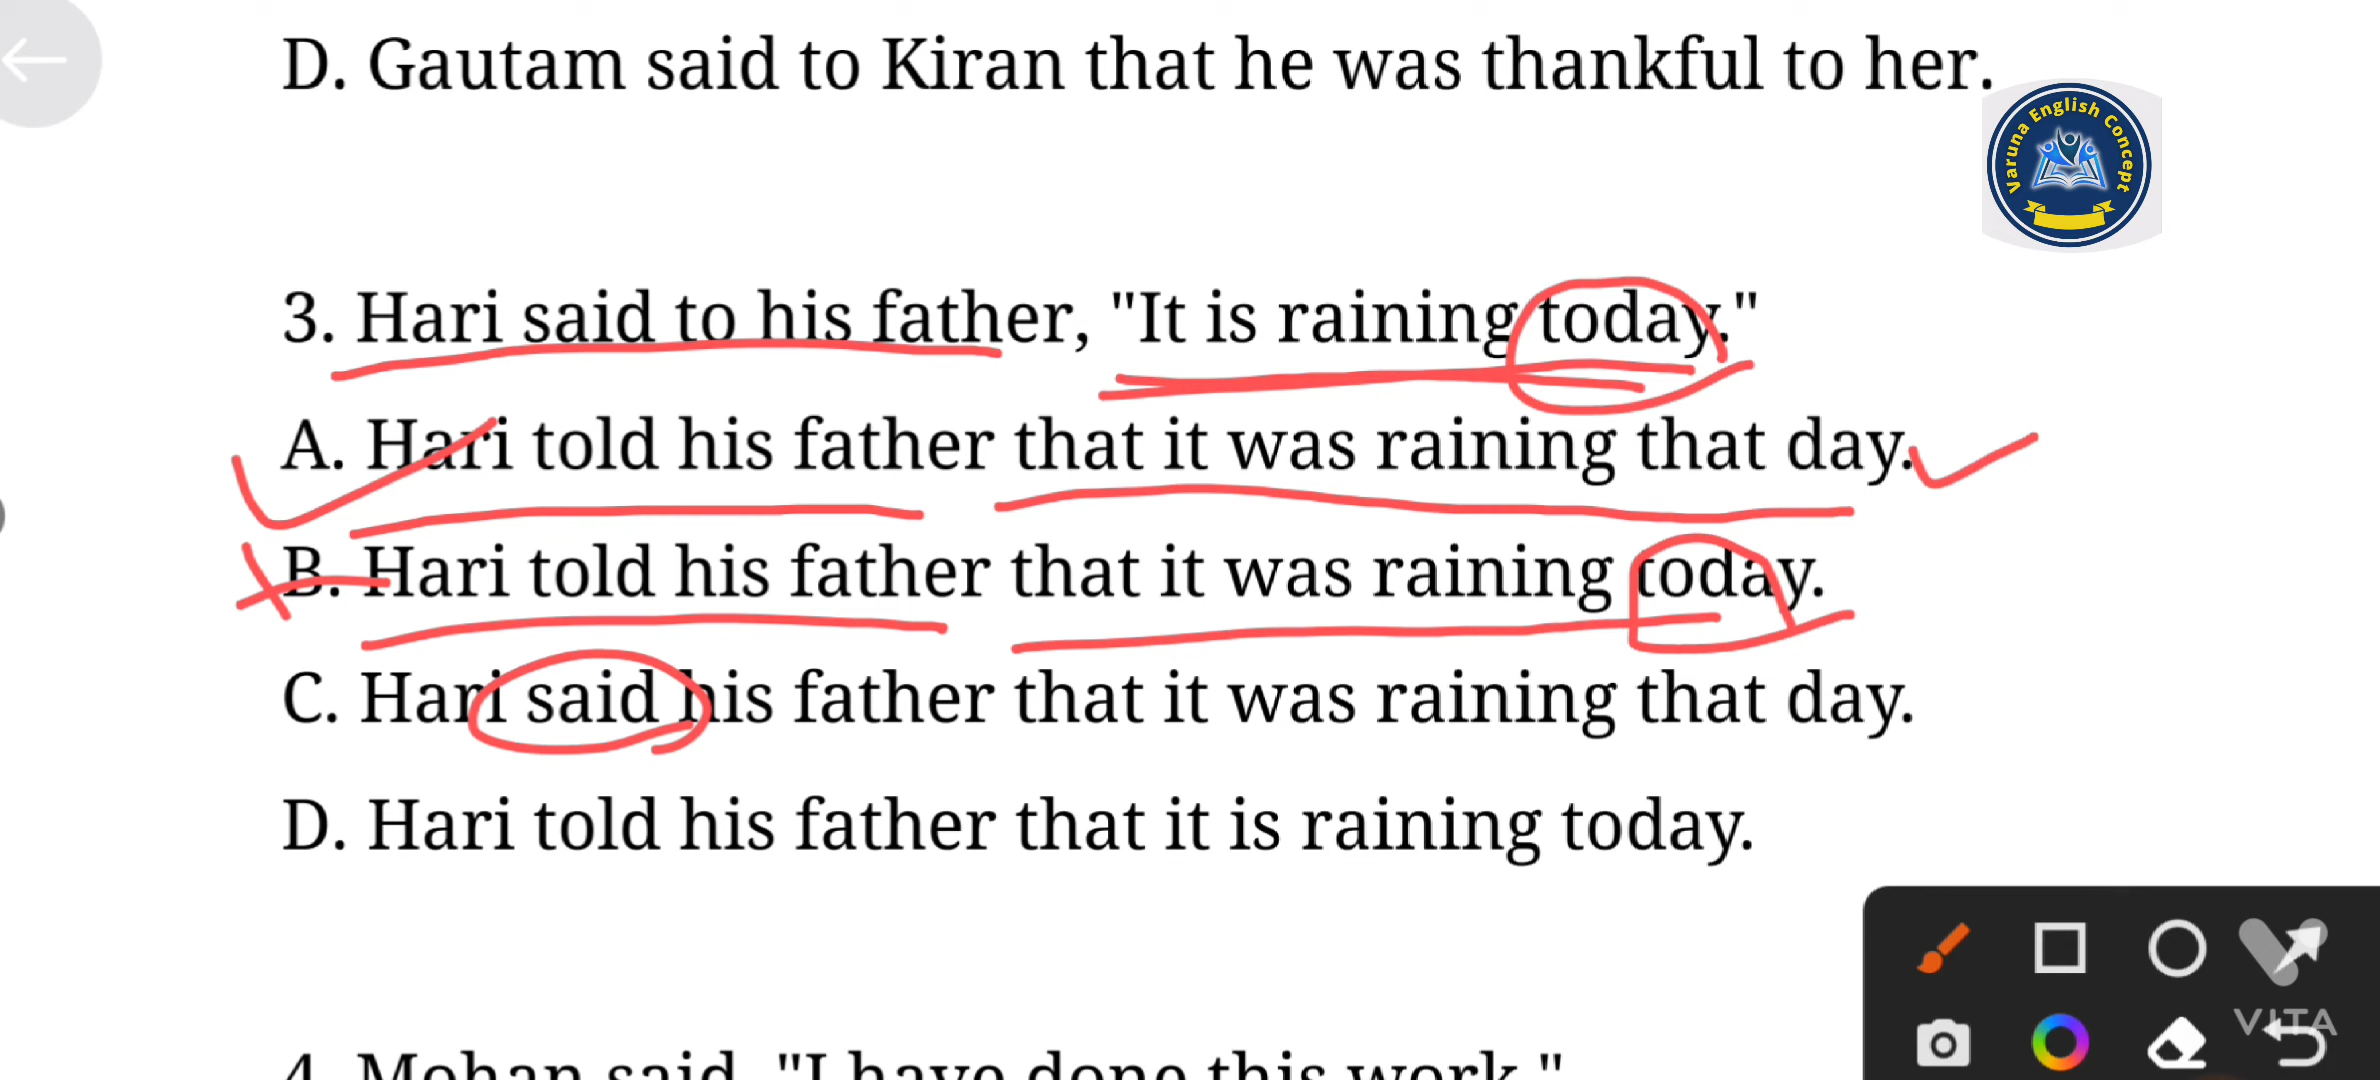 D. Gautam said to Kiran that he was thankful to her.
Varuna English Concept
3. Hari said to his father, "It is raining today."
A. Hari told his father that it was raining that day.
B. Hari told his father that it was raining today.
C. Hari said his father that it was raining that day.
D. Hari told his father that it is raining today.
VITA
4. Mohan said, "I have done this work."